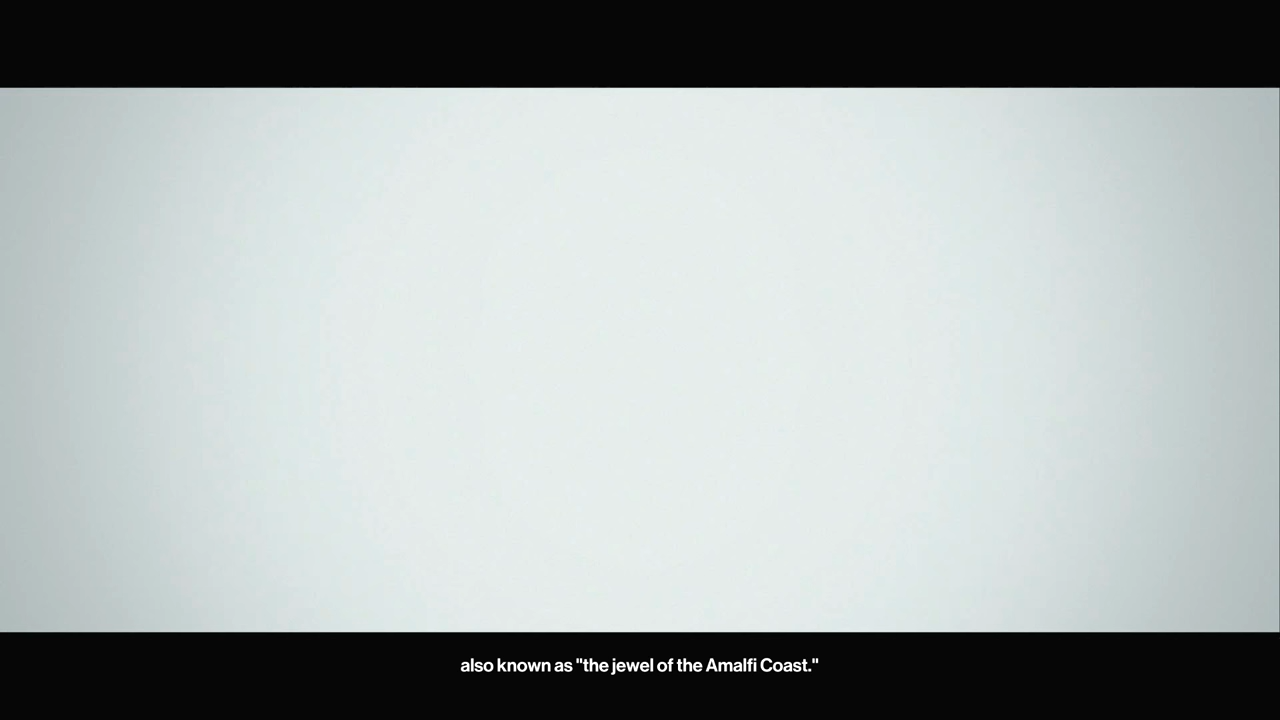 also known as "the jewel of the Amalfi Coast."